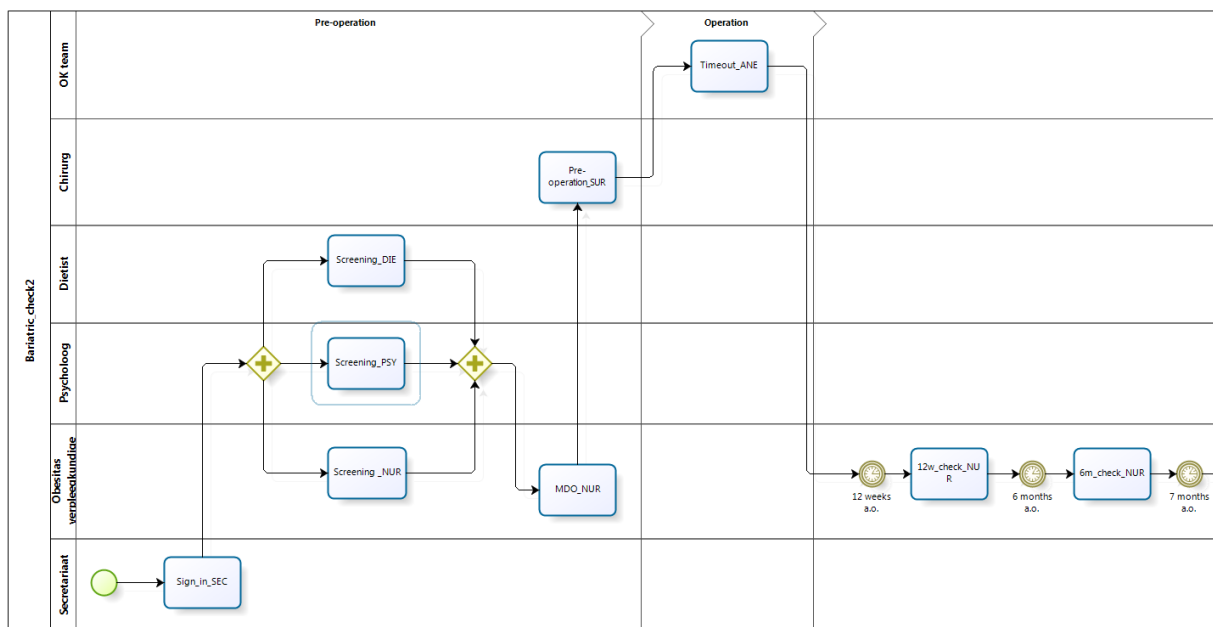 Pre-operation
Operation
Bariatric_check2
OK team
Timeout_ANE
Chirurg
Pre-
operation_SUR
Dietist
Screening_DIE
Psycholoog
Screening_PSY
Obesitas
verpleegkundige
Screening _NUR
MDO_NUR
12 weeks
a.o.
12w_check_NU
R
6 months
a.o.
6m_check_NUR
7 months
a.o.
Secretariaat
Sign_in_SEC